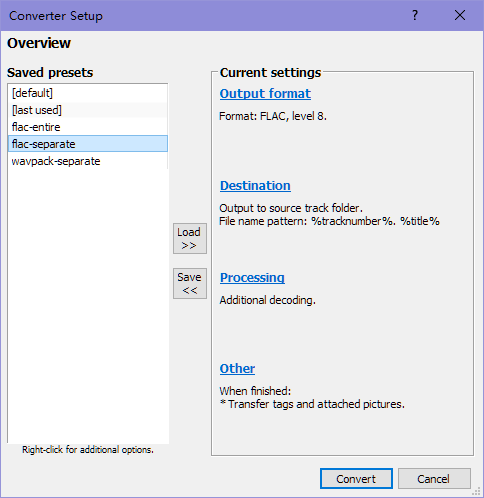 Converter Setup
?
Overview
Saved presets
[default]
[last used]
flac-entire
flac-separate
wavpack-separate
Right-click for additional options.
Load
>>
Save
<<
Current settings
Output format
Format: FLAC, level 8.
Destination
Output to source track folder.
File name pattern: %tracknumber%. %title%
Processing
Additional decoding.
Other
When finished:
* Transfer tags and attached pictures.
Convert
Cancel